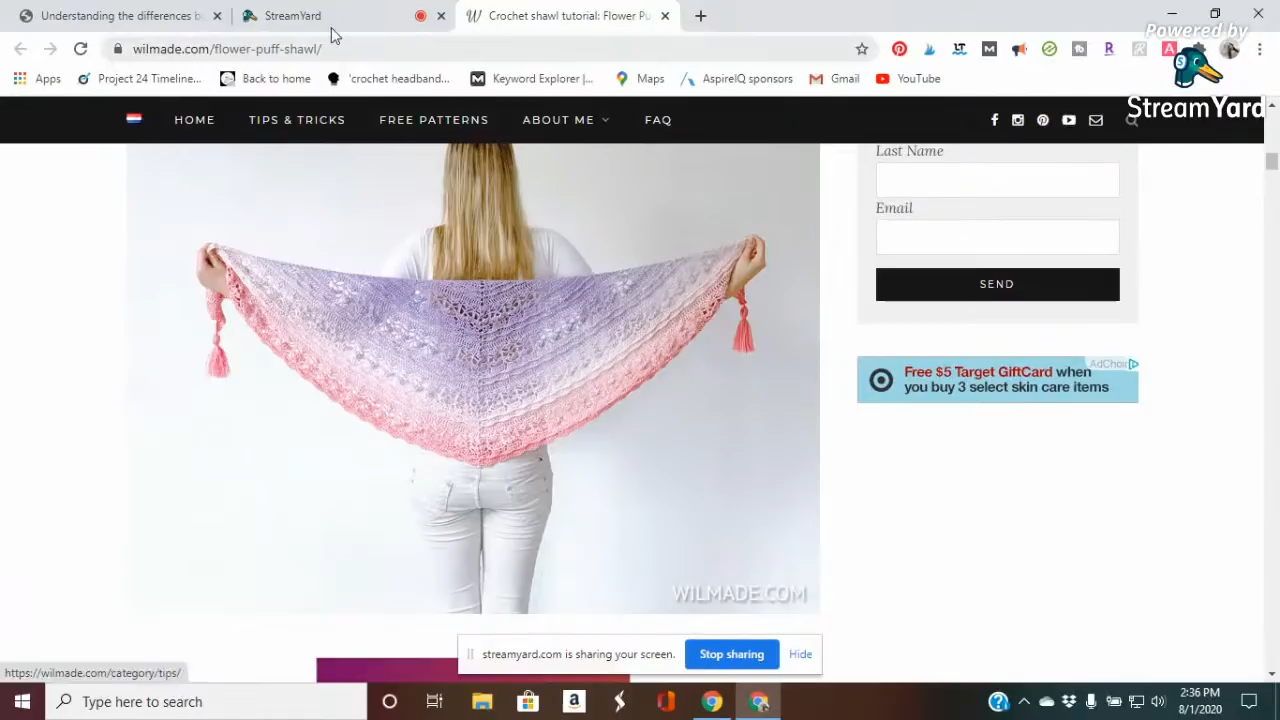 Understanding the differences b
StreamYard
Crochet shawl tutorial: Flower Pu
Powered by
StreamYard
wilmade.com/flower-puff-shawl/
Apps
Project 24 Timeline...
Back to home
'crochet headband...
Keyword Explorer |...
Maps
AspireIQ sponsors
Gmail
YouTube
HOME
TIPS & TRICKS
FREE PATTERNS
ABOUT ME
FAQ
Last Name
Email
SEND
AdChoi
Free $5 Target GiftCard when
you buy 3 select skin care items
WILMADE.COM
streamyard.com is sharing your screen.
Stop sharing
Hide
https://wilmade.com/category/tips/
Type here to search
2:36 PM
8/1/2020